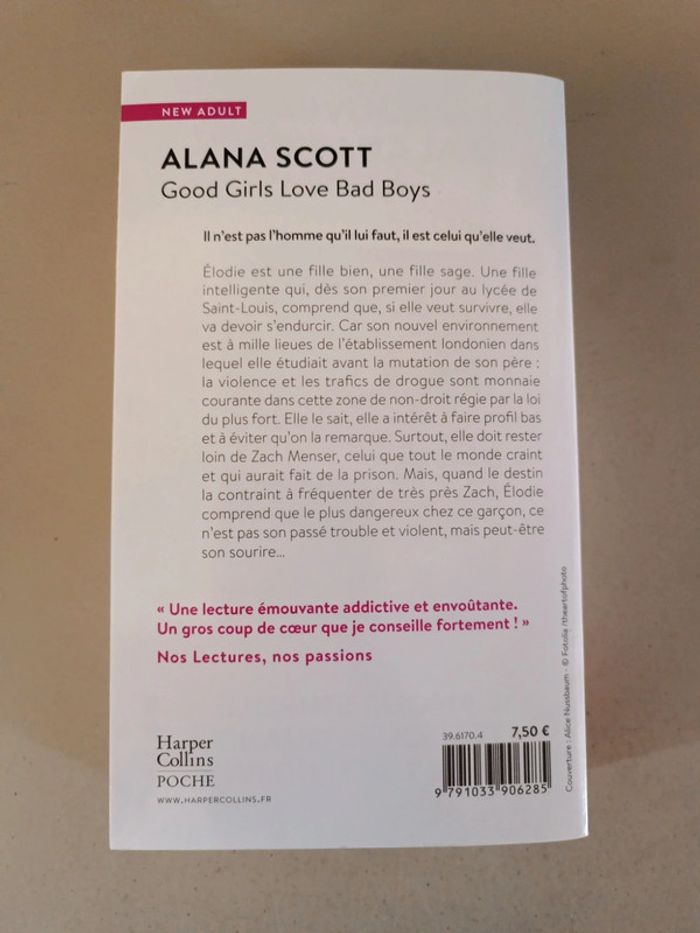 NEW ADULT
ALANA SCOTT
Good Girls Love Bad Boys
Il n'est pas l'homme qu'il lui faut, il est celui qu'elle veut.
Élodie est une fille bien, une fille sage. Une fille
intelligente qui, dès son premier jour au lycée de
Saint-Louis, comprend que, si elle veut survivre, elle
va devoir s'endurcir. Car son nouvel environnement
est à mille lieues de l'établissement londonien dans
lequel elle étudiait avant la mutation de son père :
la violence et les trafics de drogue sont monnaie
courante dans cette zone de non-droit régie par la loi
du plus fort. Elle le sait, elle a intérêt à faire profil bas
et à éviter qu'on la remarque. Surtout, elle doit rester
loin de Zach Menser, celui que tout le monde craint
et qui aurait fait de la prison. Mais, quand le destin
la contraint à fréquenter de très près Zach, Élodie
comprend que le plus dangereux chez ce garçon, ce
n'est pas son passé trouble et violent, mais peut-être
son sourire...
« Une lecture émouvante addictive et envoûtante.
Un gros coup de cœur que je conseille fortement ! »
Nos Lectures, nos passions
Harper
Collins
POCHE
WWW.HARPERCOLLINS.FR
39.6170.4 7,50 €
9 791033 906285
Couverture : Alice Nussbaum - © Fotolia /theartofphoto